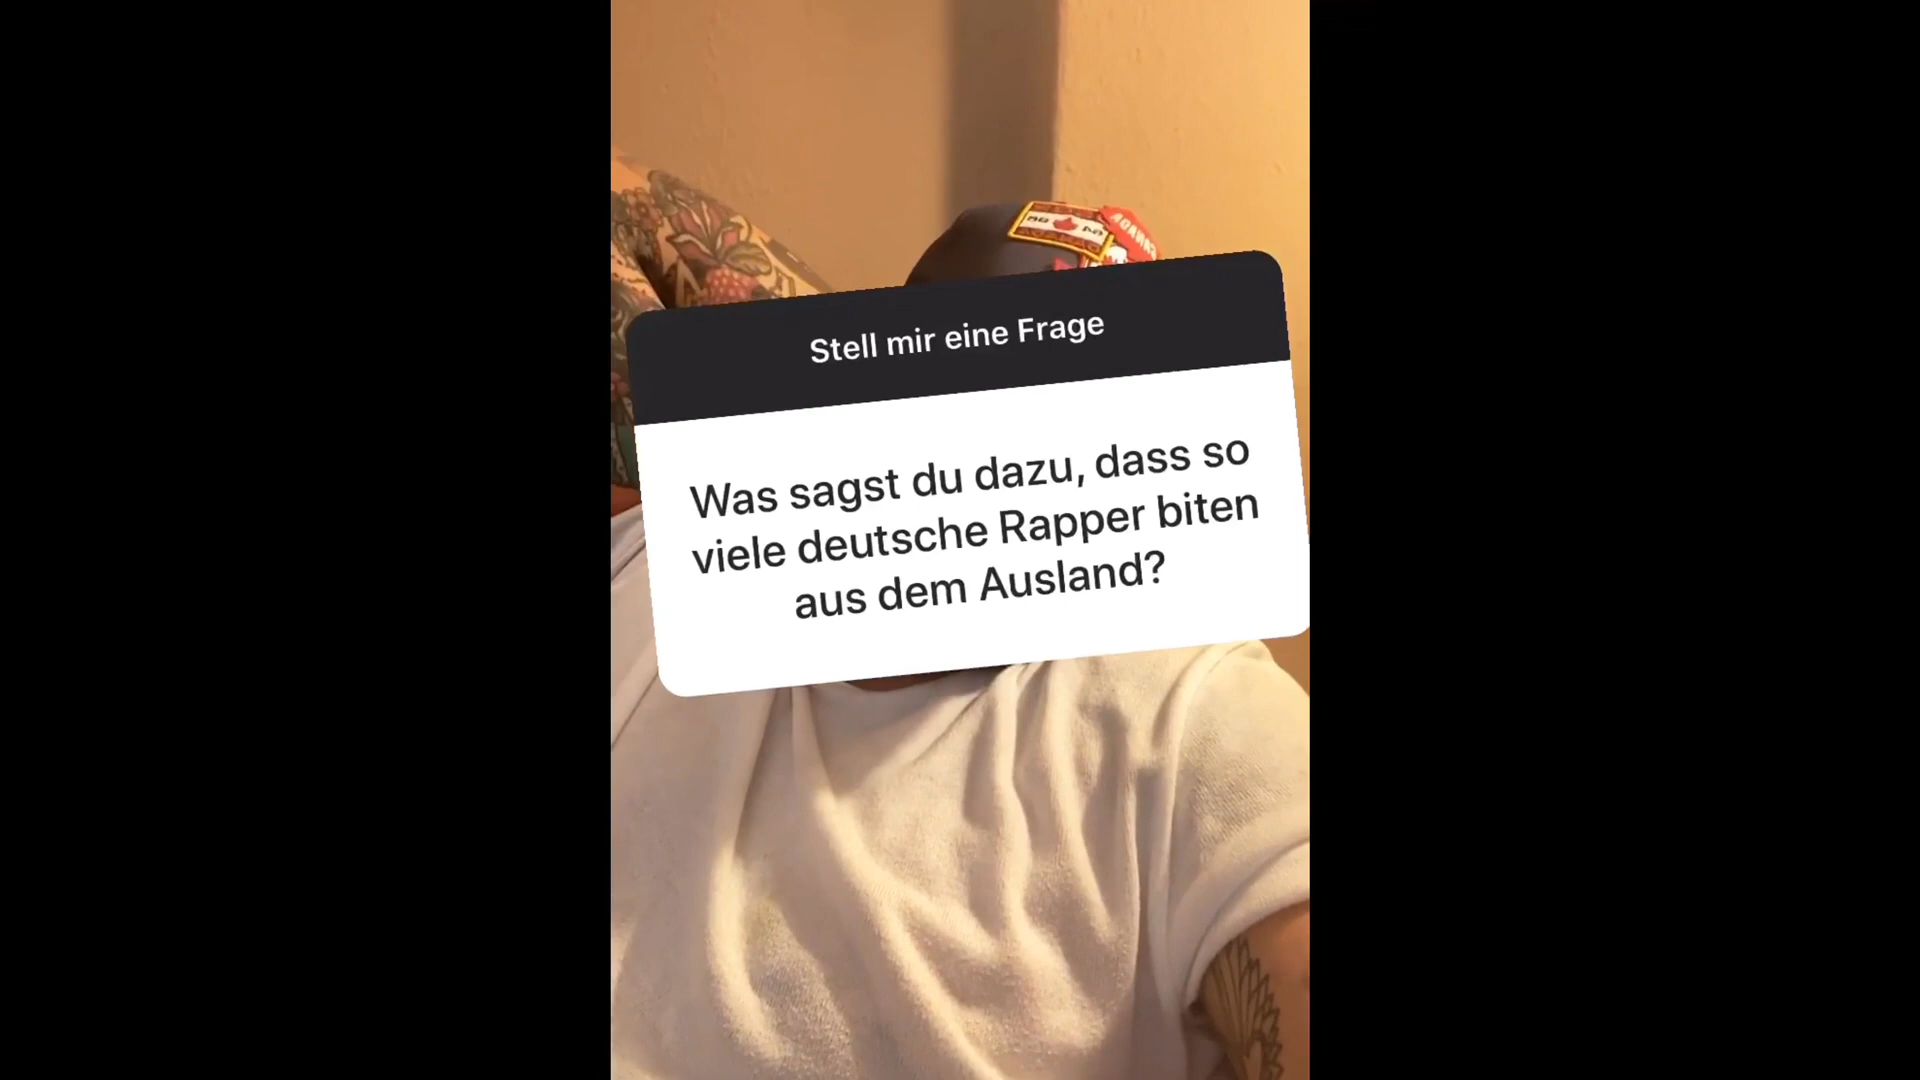 Stell mir eine Frage
Was sagst du dazu, dass so
viele deutsche Rapper biten
aus dem Ausland?